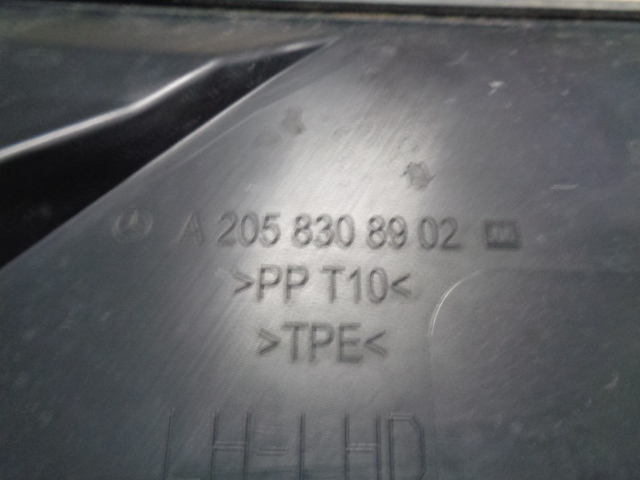 A 205 830 89 02
>PP T10<
>TPE<
LH-LHD